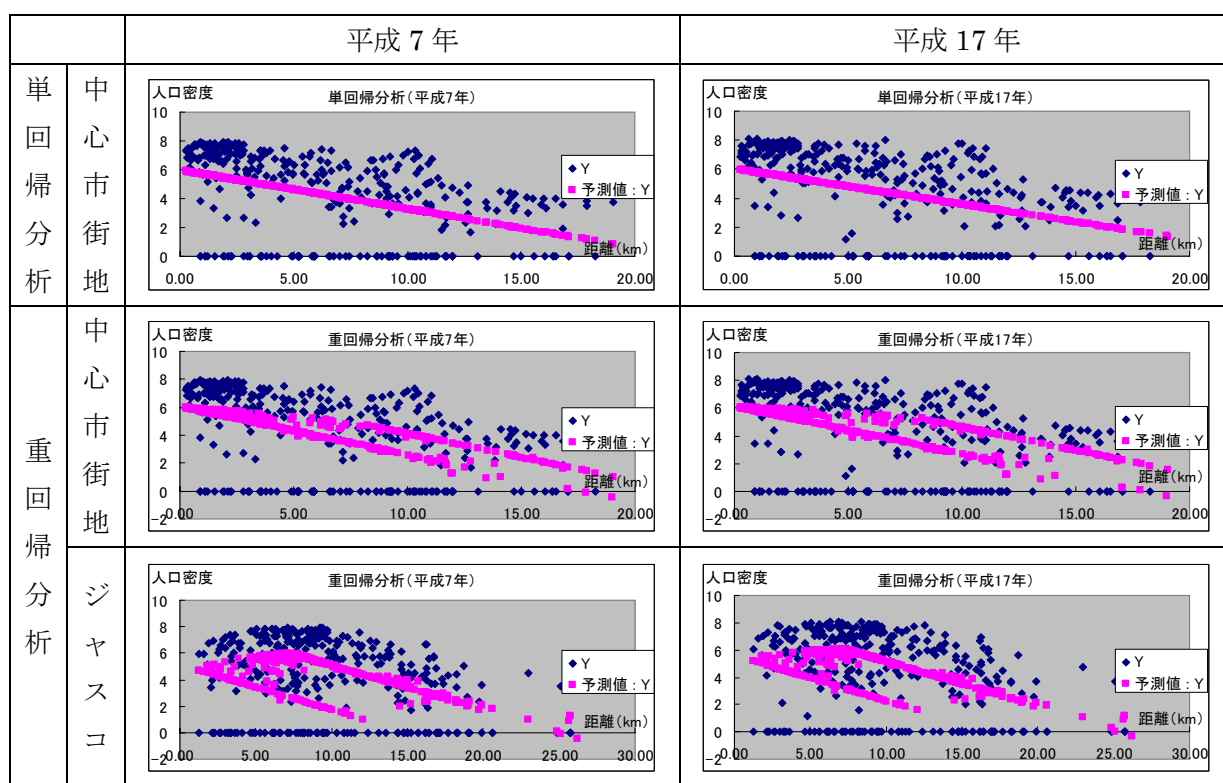 平成 7 年
平成 17 年
単回帰分析
中心市街地
人口密度
単回帰分析(平成7年)
10
8
6
4
2
0
Y
予測値:Y
距離(km)
0.00 5.00 10.00 15.00 20.00
人口密度
単回帰分析(平成17年)
10
8
6
4
2
0
Y
予測値:Y
距離(km)
0.00 5.00 10.00 15.00 20.00
重回帰分析
中心市街地
人口密度
重回帰分析(平成7年)
10
8
6
4
2
0
-2
Y
予測値:Y
距離(km)
0.00 5.00 10.00 15.00 20.00
人口密度
重回帰分析(平成17年)
10
8
6
4
2
0
-2
Y
予測値:Y
距離(km)
0.00 5.00 10.00 15.00 20.00
ジャスコ
人口密度
重回帰分析(平成7年)
10
8
6
4
2
0
-2
Y
予測値:Y
距離(km)
0.00 5.00 10.00 15.00 20.00 25.00 30.00
人口密度
重回帰分析(平成17年)
10
8
6
4
2
0
-2
Y
予測値:Y
距離(km)
0.00 5.00 10.00 15.00 20.00 25.00 30.00